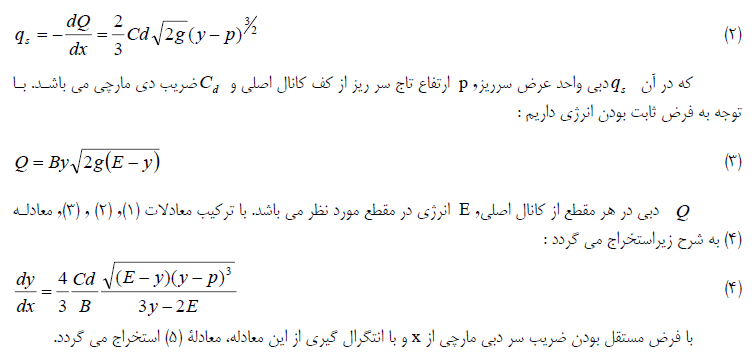 q_s = -\frac{dQ}{dx} = \frac{2}{3} Cd \sqrt{2g} (y-p)^{3/2} (۲)
که در آن q_s دبی واحد عرض سرریز, p ارتفاع تاج سر ریز از کف کانال اصلی و C_d ضریب دی مارچی می باشد. با
توجه به فرض ثابت بودن انرژی داریم :
Q = By\sqrt{2g(E-y)} (۳)
Q دبی در هر مقطع از کانال اصلی, E انرژی در مقطع مورد نظر می باشد. با ترکیب معادلات (۱), (۲) , (۳), معادله
(۴) به شرح زیراستخراج می گردد :
\frac{dy}{dx} = \frac{4}{3} \frac{Cd}{B} \frac{\sqrt{(E-y)(y-p)^3}}{3y-2E} (۴)
با فرض مستقل بودن ضریب سر دبی مارچی از x و با انتگرال گیری از این معادله, معادلهٔ (۵) استخراج می گردد.